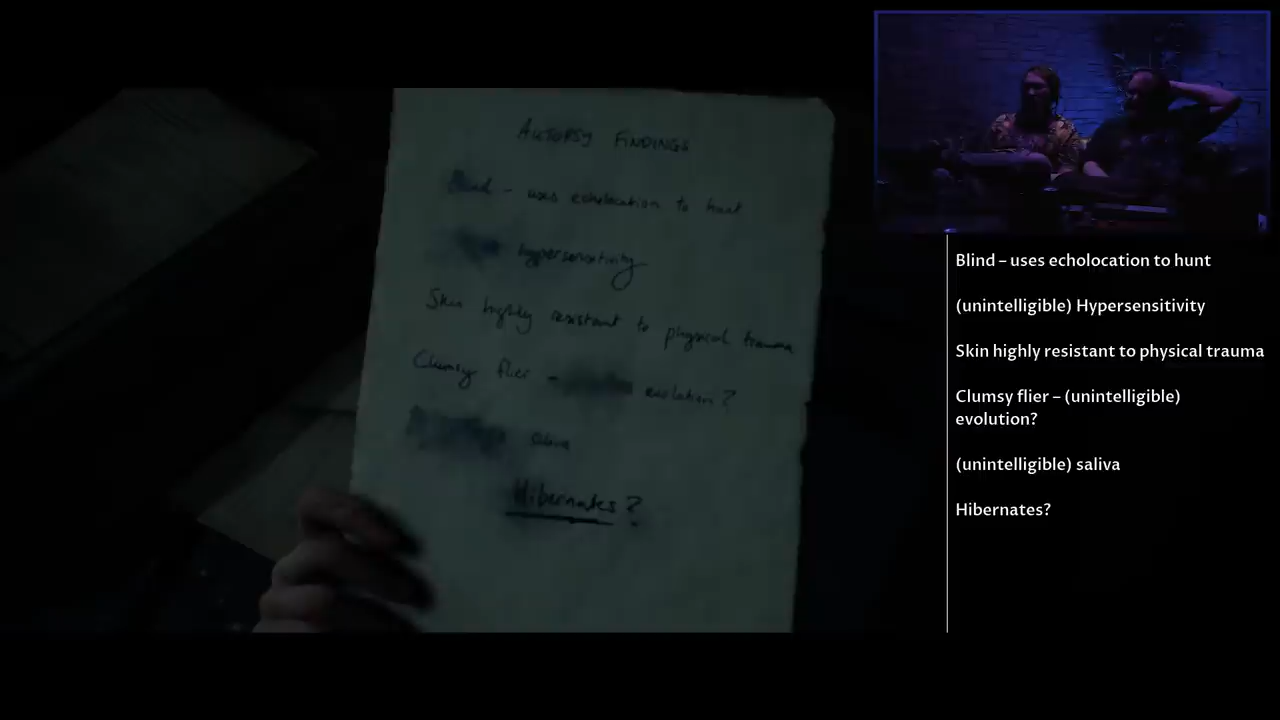 AUTOPSY FINDINGS
Blind - uses echolocation to hunt
hypersensitivity
Skin highly resistant to physical trauma
Clumsy flier - evolution?
saliva
Hibernates?
Blind – uses echolocation to hunt
(unintelligible) Hypersensitivity
Skin highly resistant to physical trauma
Clumsy flier – (unintelligible)
evolution?
(unintelligible) saliva
Hibernates?